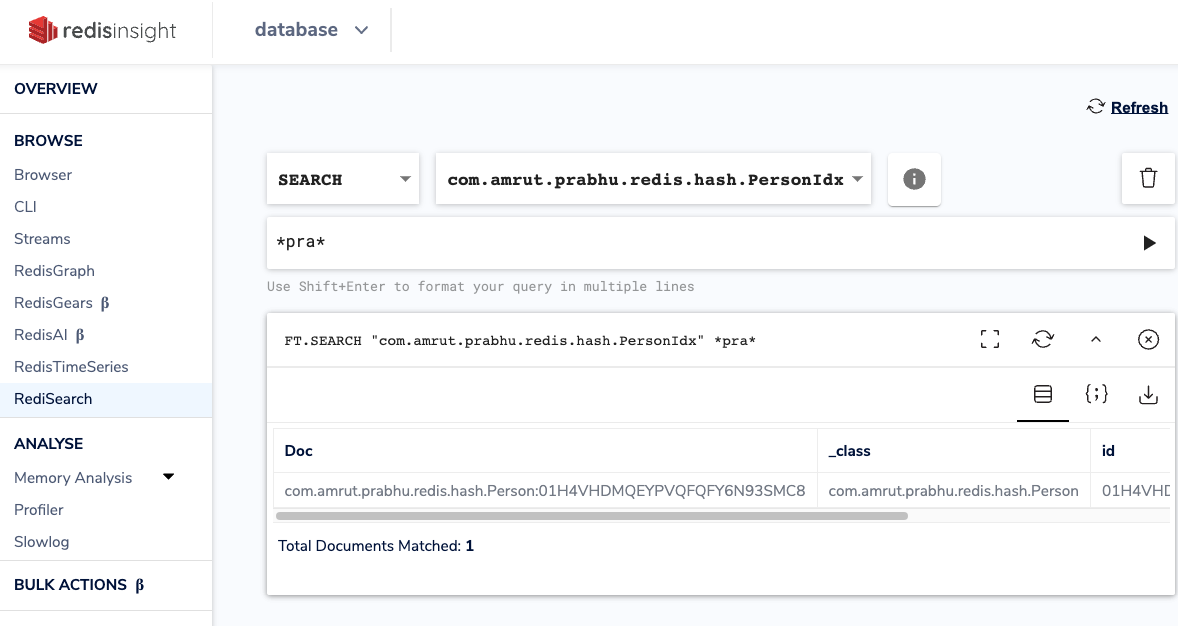 redisinsight
database
OVERVIEW
Refresh
BROWSE
Browser
CLI
Streams
RedisGraph
RedisGears β
RedisAI β
RedisTimeSeries
RediSearch
ANALYSE
Memory Analysis
Profiler
Slowlog
BULK ACTIONS β
SEARCH com.amrut.prabhu.redis.hash.PersonIdx
*pra*
Use Shift+Enter to format your query in multiple lines
FT.SEARCH "com.amrut.prabhu.redis.hash.PersonIdx" *pra*
Doc _class id
com.amrut.prabhu.redis.hash.Person:01H4VHDMQEYPVQFQFY6N93SMC8 com.amrut.prabhu.redis.hash.Person 01H4VHD
Total Documents Matched: 1